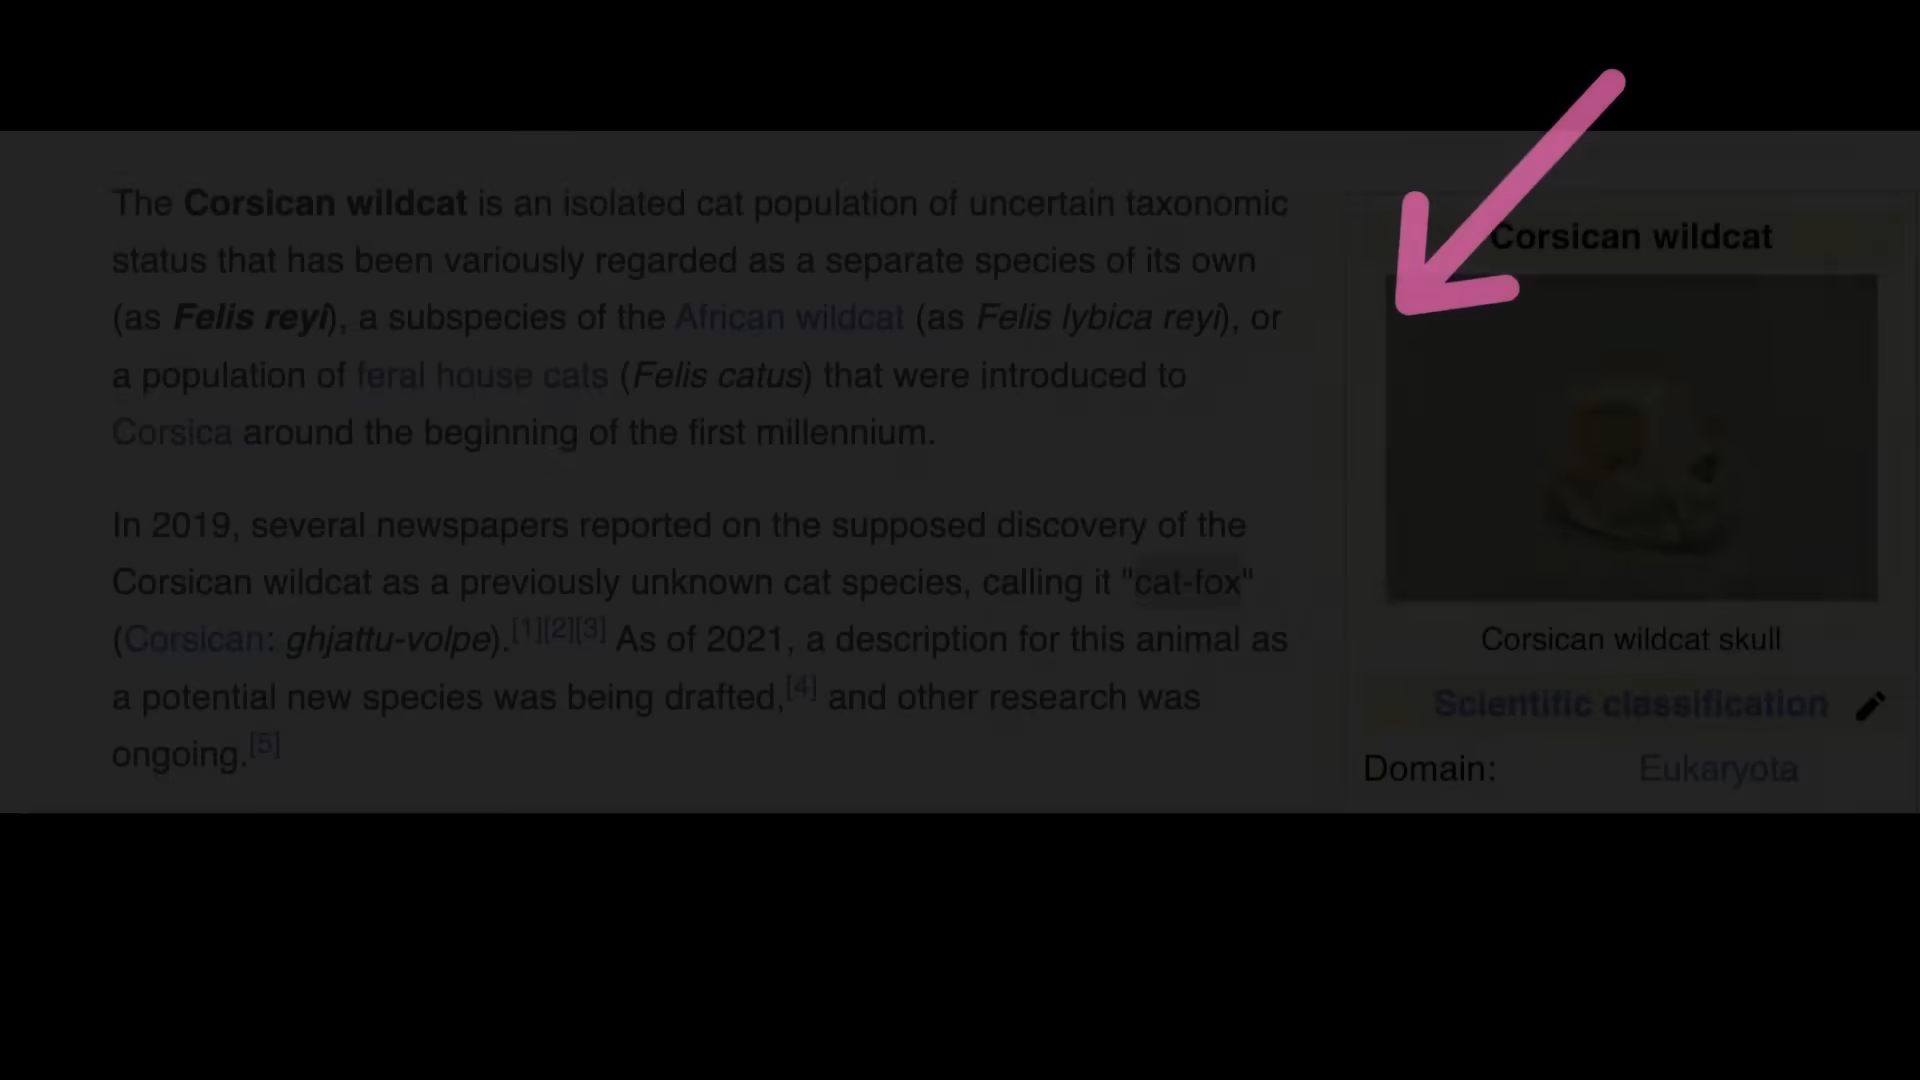 The Corsican wildcat is an isolated cat population of uncertain taxonomic
status that has been variously regarded as a separate species of its own
(as Felis reyi), a subspecies of the African wildcat (as Felis lybica reyi), or
a population of feral house cats (Felis catus) that were introduced to
Corsica around the beginning of the first millennium.
In 2019, several newspapers reported on the supposed discovery of the
Corsican wildcat as a previously unknown cat species, calling it "cat-fox"
(Corsican: ghjattu-volpe).[1][2][3] As of 2021, a description for this animal as
a potential new species was being drafted,[4] and other research was
ongoing.[5]
Corsican wildcat
Corsican wildcat skull
Scientific classification
Domain: Eukaryota